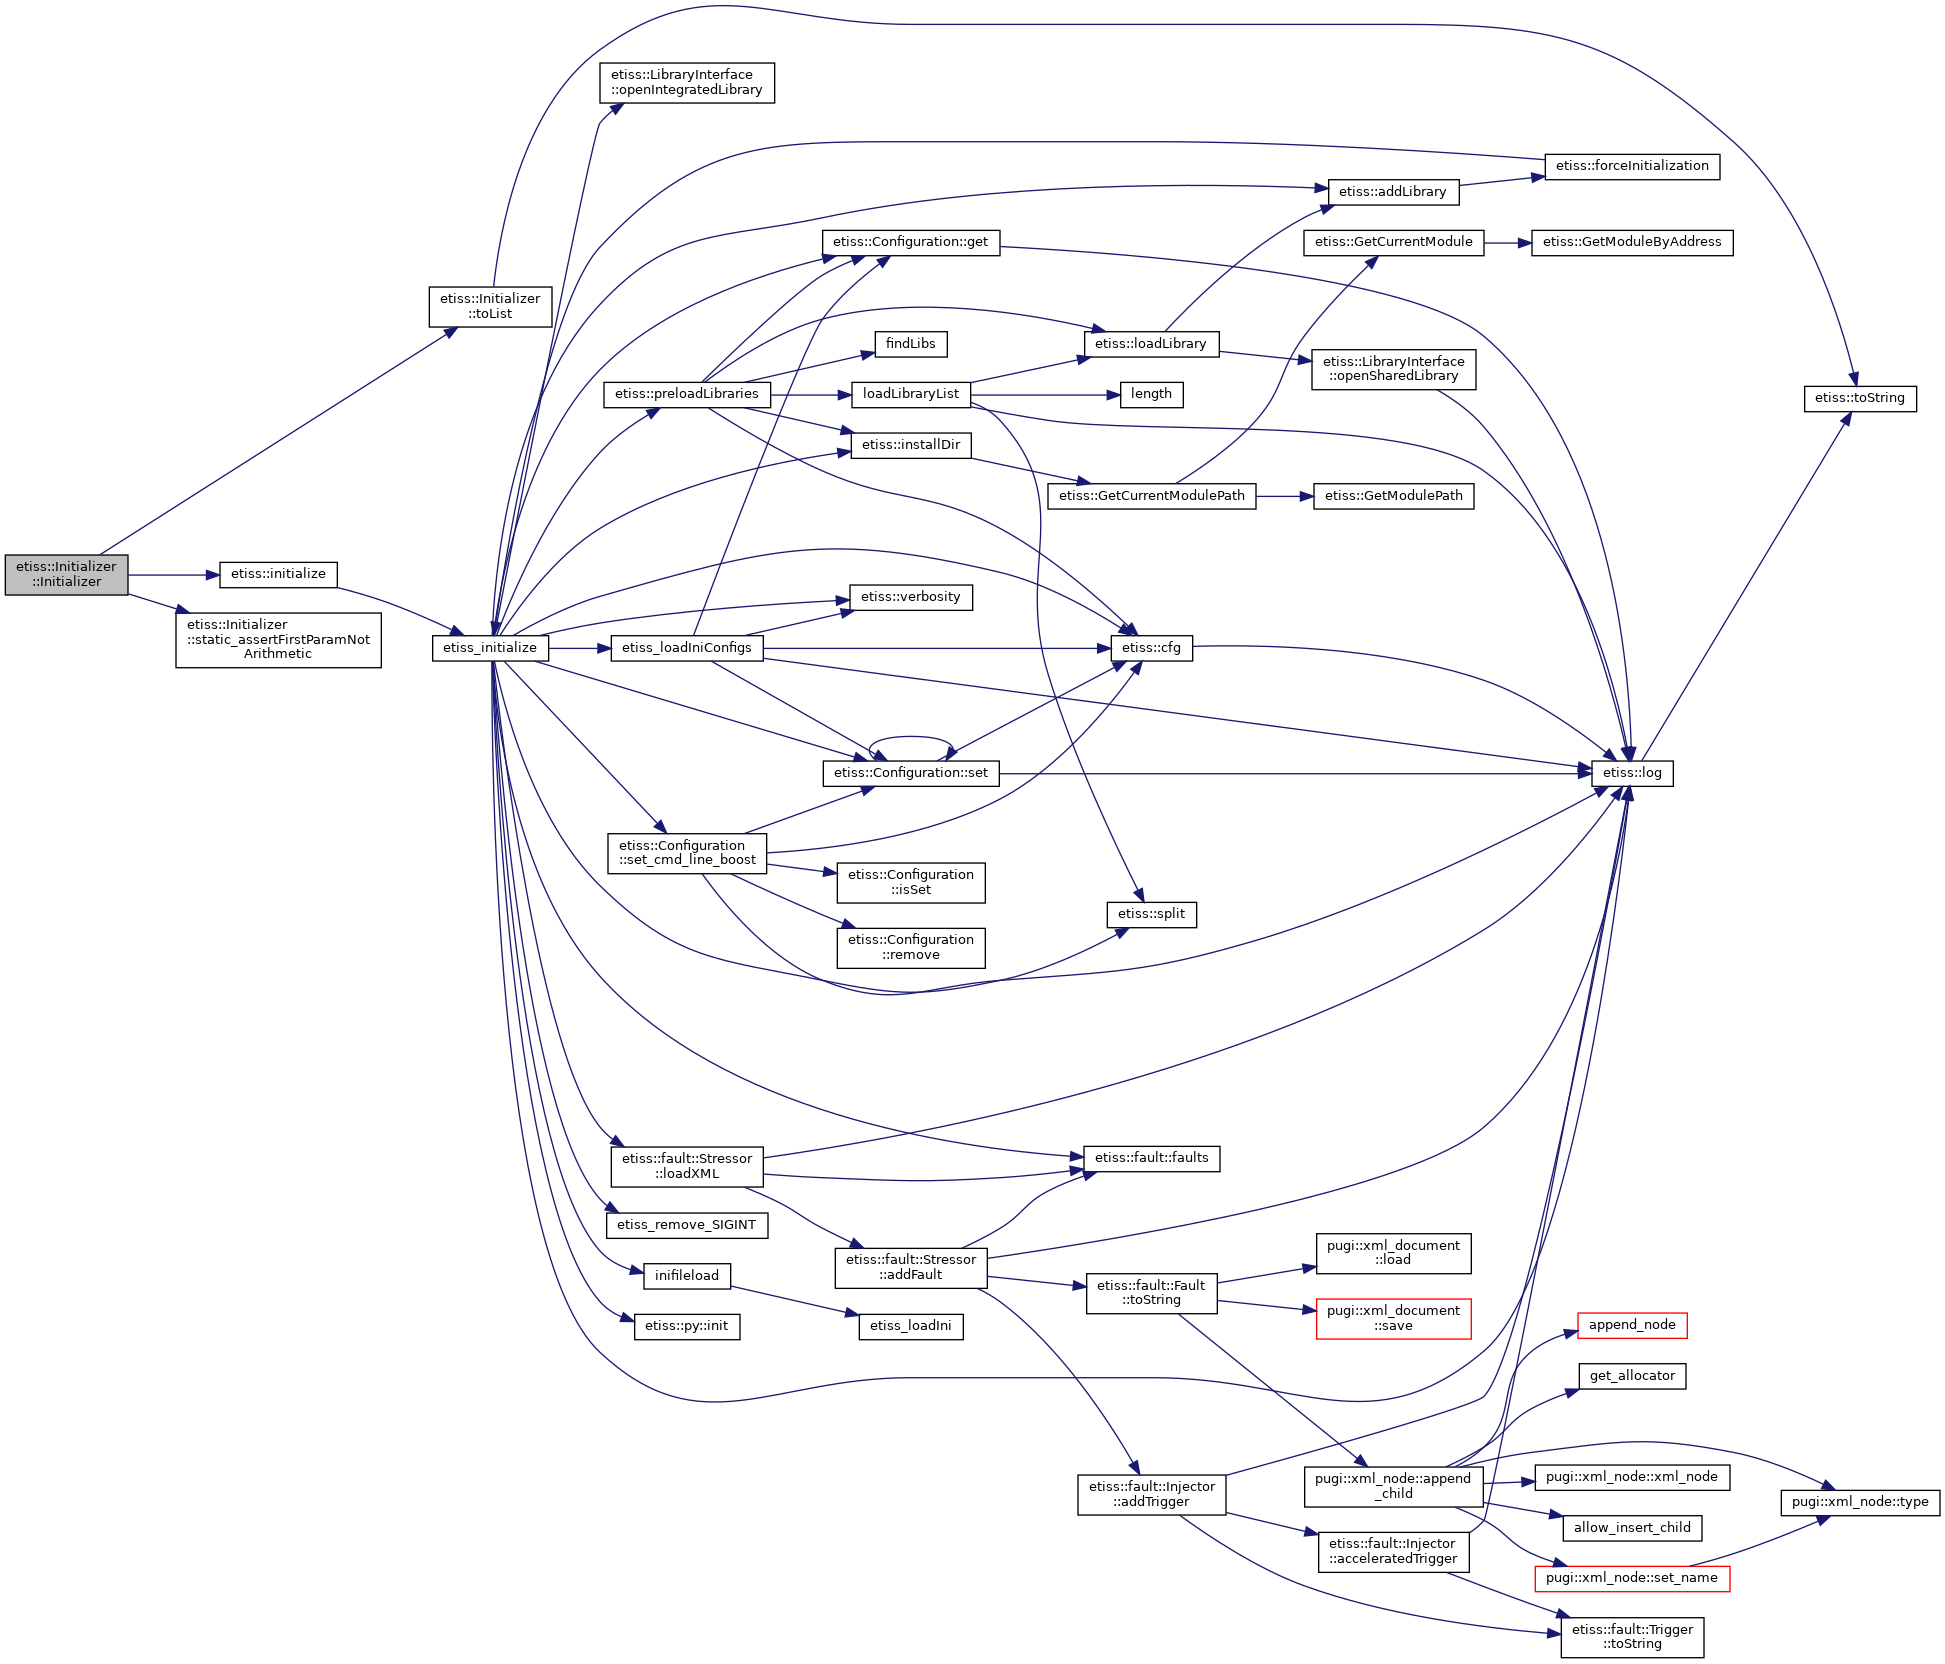 etiss::Initializer
::Initializer
etiss::Initializer
::toList
etiss::initialize
etiss::Initializer
::static_assertFirstParamNot
Arithmetic
etiss_initialize
etiss::LibraryInterface
::openIntegratedLibrary
etiss::preloadLibraries
etiss_loadIniConfigs
etiss::Configuration
::set_cmd_line_boost
etiss::fault::Stressor
::loadXML
etiss_remove_SIGINT
inifileload
etiss::py::init
etiss::Configuration::get
findLibs
loadLibraryList
etiss::installDir
etiss::verbosity
etiss::Configuration::set
etiss::Configuration
::isSet
etiss::Configuration
::remove
etiss::fault::Stressor
::addFault
etiss_loadIni
etiss::loadLibrary
length
etiss::GetCurrentModulePath
etiss::cfg
etiss::split
etiss::fault::faults
etiss::fault::Fault
::toString
etiss::fault::Injector
::addTrigger
etiss::addLibrary
etiss::GetCurrentModule
etiss::LibraryInterface
::openSharedLibrary
etiss::GetModulePath
pugi::xml_document
::load
pugi::xml_document
::save
pugi::xml_node::append
_child
etiss::fault::Injector
::acceleratedTrigger
etiss::forceInitialization
etiss::GetModuleByAddress
etiss::log
append_node
get_allocator
pugi::xml_node::xml_node
allow_insert_child
pugi::xml_node::set_name
etiss::fault::Trigger
::toString
etiss::toString
pugi::xml_node::type